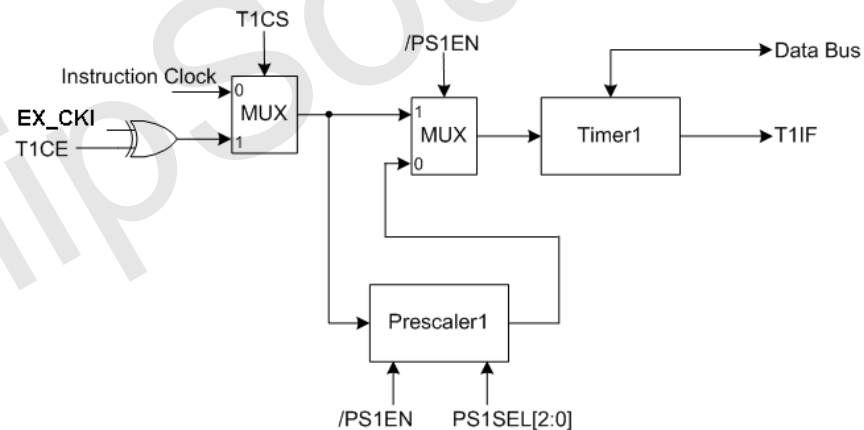 T1CS
/PS1EN
Data Bus
Instruction Clock
0
MUX
1
EX_CKI
T1CE
1
MUX
0
Timer1
T1IF
Prescaler1
/PS1EN
PS1SEL[2:0]